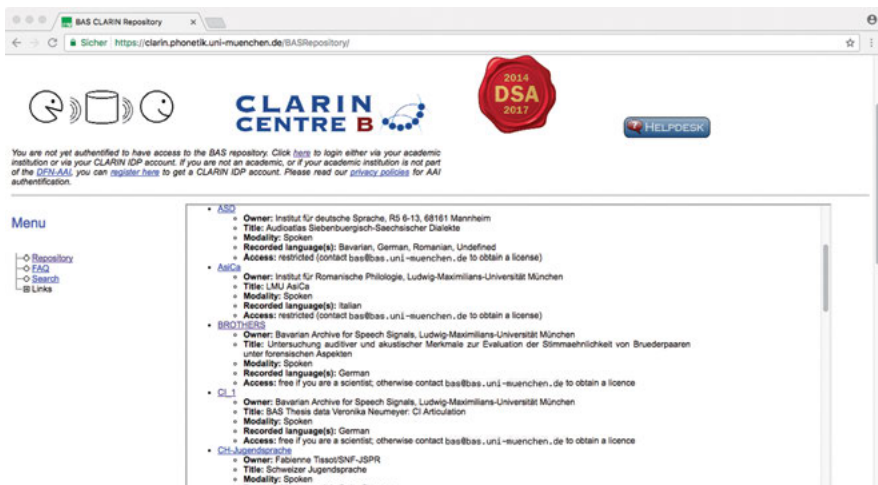 BAS CLARIN Repository
Sicher https://clarin.phonetik.uni-muenchen.de/BASRepository/
CLARIN
CENTRE B
2014
DSA
2017
HELPDESK
You are not yet authentified to have access to the BAS repository. Click here to login either via your academic
institution or via your CLARIN IDP account. If you are not an academic, or if your academic institution is not part
of the DFN-AAI, you can register here to get a CLARIN IDP account. Please read our privacy policies for AAI
authentification.
Menu
Repository
FAQ
Search
Links
ASD
Owner: Institut für deutsche Sprache, R5 6-13, 68161 Mannheim
Title: Audioatlas Siebenbuergisch-Saechsischer Dialekte
Modality: Spoken
Recorded language(s): Bavarian, German, Romanian, Undefined
Access: restricted (contact bas@bas.uni-muenchen.de to obtain a license)
AsiCa
Owner: Institut für Romanische Philologie, Ludwig-Maximilians-Universität München
Title: LMU AsiCa
Modality: Spoken
Recorded language(s): Italian
Access: restricted (contact bas@bas.uni-muenchen.de to obtain a license)
BROTHERS
Owner: Bavarian Archive for Speech Signals, Ludwig-Maximilians-Universität München
Title: Untersuchung auditiver und akustischer Merkmale zur Evaluation der Stimmaehnlichkeit von Bruederpaaren
unter forensischen Aspekten
Modality: Spoken
Recorded language(s): German
Access: free if you are a scientist; otherwise contact bas@bas.uni-muenchen.de to obtain a licence
CI_1
Owner: Bavarian Archive for Speech Signals, Ludwig-Maximilians-Universität München
Title: BAS Thesis data Veronika Neumeyer: CI Articulation
Modality: Spoken
Recorded language(s): German
Access: free if you are a scientist; otherwise contact bas@bas.uni-muenchen.de to obtain a licence
CH-Jugendsprache
Owner: Fabienne Tissot/SNF-JSPR
Title: Schweizer Jugendsprache
Modality: Spoken